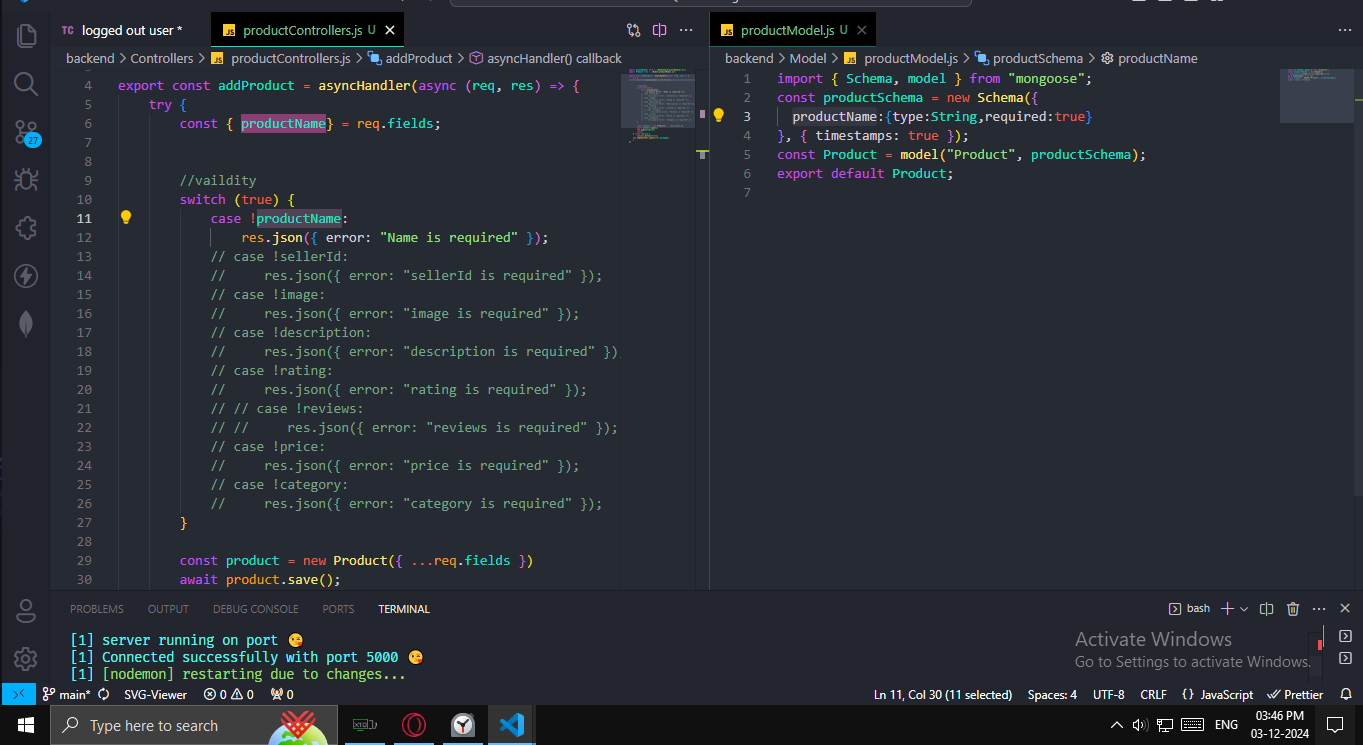 TC logged out user *
JS productControllers.js U
JS productModel.js U
backend > Controllers > JS productControllers.js > addProduct > asyncHandler() callback
backend > Model > JS productModel.js > productSchema > productName
4 export const addProduct = asyncHandler(async (req, res) => {
5 try {
6 const { productName} = req.fields;
7
8
9 //vaildity
10 switch (true) {
11 case !productName:
12 res.json({ error: "Name is required" });
13 // case !sellerId:
14 // res.json({ error: "sellerId is required" });
15 // case !image:
16 // res.json({ error: "image is required" });
17 // case !description:
18 // res.json({ error: "description is required" });
19 // case !rating:
20 // res.json({ error: "rating is required" });
21 // // case !reviews:
22 // // res.json({ error: "reviews is required" });
23 // case !price:
24 // res.json({ error: "price is required" });
25 // case !category:
26 // res.json({ error: "category is required" });
27 }
28
29 const product = new Product({ ...req.fields })
30 await product.save();
1 import { Schema, model } from "mongoose";
2 const productSchema = new Schema({
3 productName:{type:String,required:true}
4 }, { timestamps: true });
5 const Product = model("Product", productSchema);
6 export default Product;
7
27
PROBLEMS OUTPUT DEBUG CONSOLE PORTS TERMINAL
bash
[1] server running on port 😘
[1] Connected successfully with port 5000 😘
[1] [nodemon] restarting due to changes...
Activate Windows
Go to Settings to activate Windows.
main* SVG-Viewer 0 0 0
Ln 11, Col 30 (11 selected) Spaces: 4 UTF-8 CRLF {} JavaScript Prettier
Type here to search
ENG
03:46 PM
03-12-2024